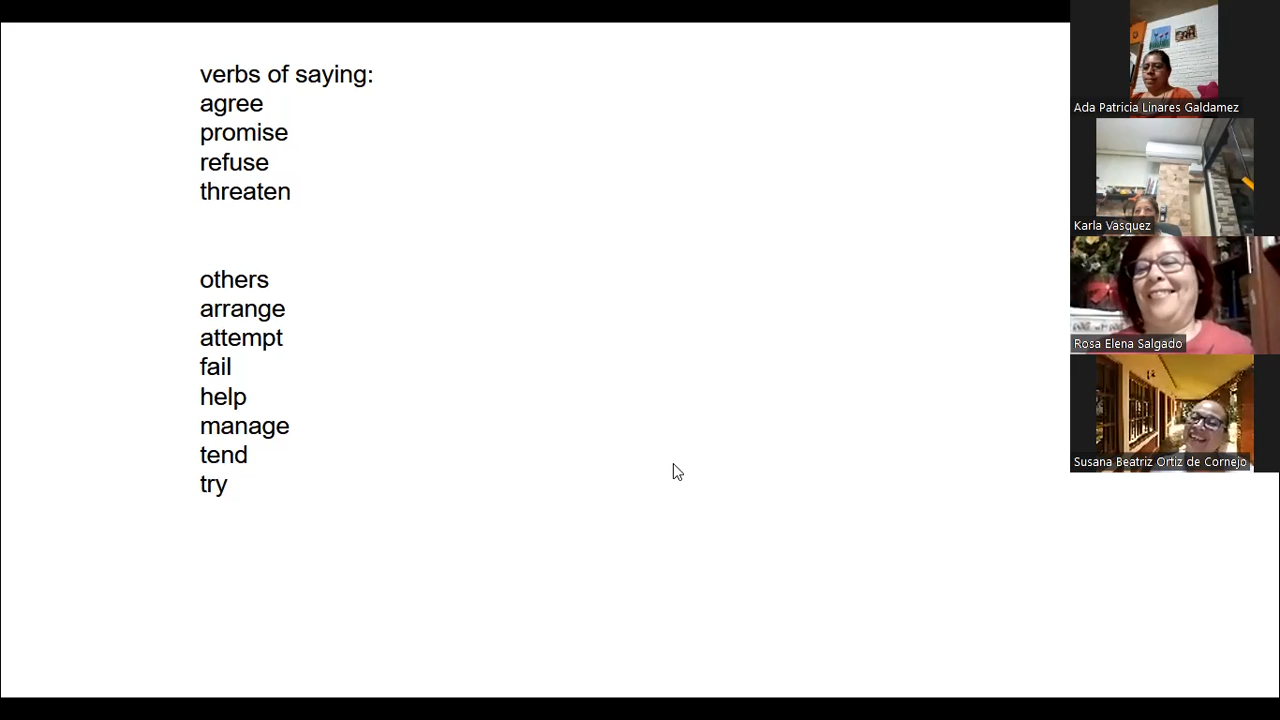 verbs of saying:
agree
promise
refuse
threaten
others
arrange
attempt
fail
help
manage
tend
try
Ada Patricia Linares Galdamez
Karla Vasquez
Rosa Elena Salgado
Susana Beatriz Ortiz de Cornejo